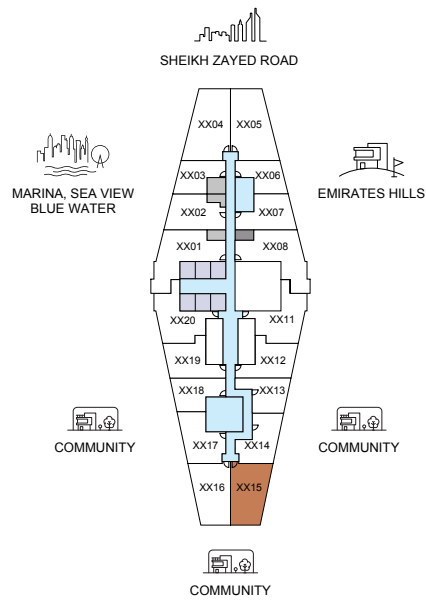 SHEIKH ZAYED ROAD
XX04 XX05
MARINA, SEA VIEW
BLUE WATER
XX03 XX06
EMIRATES HILLS
XX02 XX07
XX01 XX08
XX20 XX11
XX19 XX12
XX18 XX13
COMMUNITY
XX17 XX14
COMMUNITY
XX16 XX15
COMMUNITY